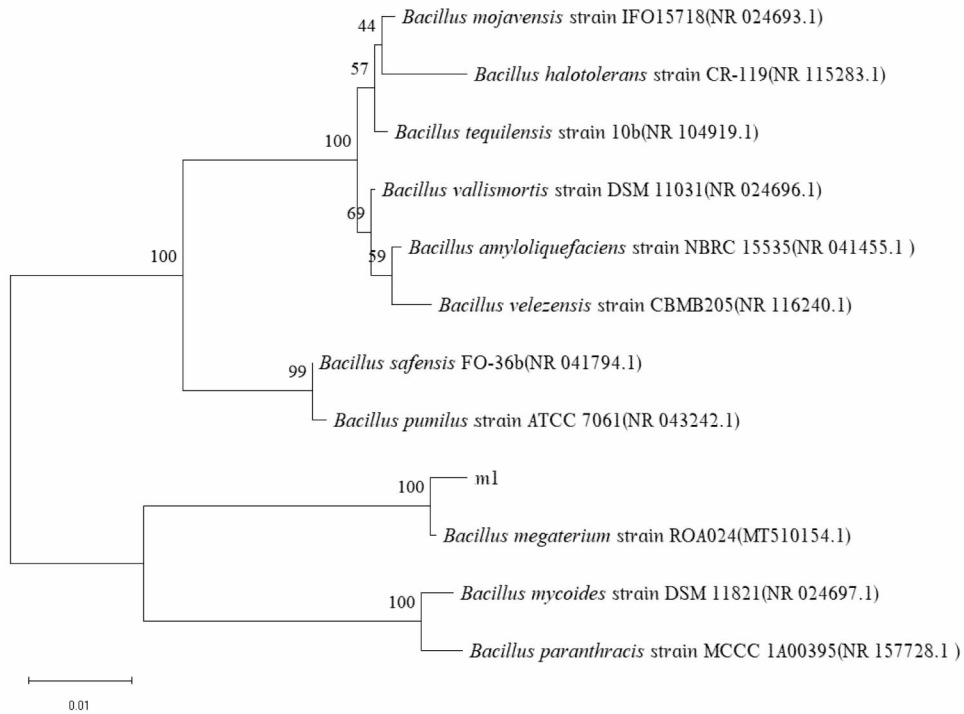 44
Bacillus mojavensis strain IFO15718(NR 024693.1)
57
Bacillus halotolerans strain CR-119(NR 115283.1)
Bacillus tequilensis strain 10b(NR 104919.1)
100
Bacillus vallismortis strain DSM 11031(NR 024696.1)
69
Bacillus amyloliquefaciens strain NBRC 15535(NR 041455.1 )
59
100
Bacillus velezensis strain CBMB205(NR 116240.1)
Bacillus safensis FO-36b(NR 041794.1)
99
Bacillus pumilus strain ATCC 7061(NR 043242.1)
m1
100
Bacillus megaterium strain ROA024(MT510154.1)
Bacillus mycoides strain DSM 11821(NR 024697.1)
100
Bacillus paranthracis strain MCCC 1A00395(NR 157728.1 )
0.01